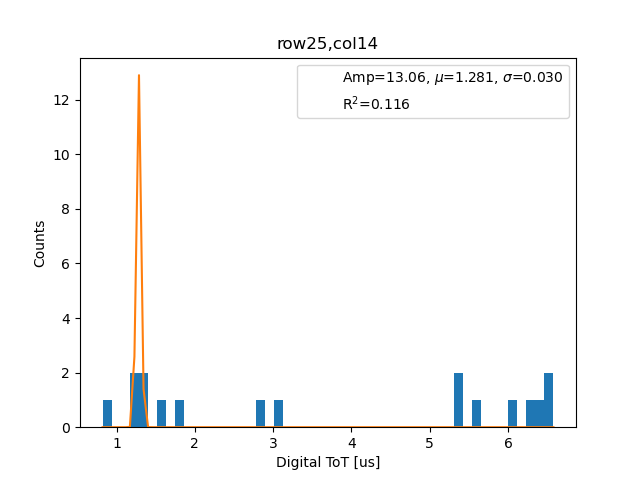 row25,col14
Amp=13.06, μ=1.281, σ=0.030
R²=0.116
Counts
12
10
8
6
4
2
0
1 2 3 4 5 6
Digital ToT [us]